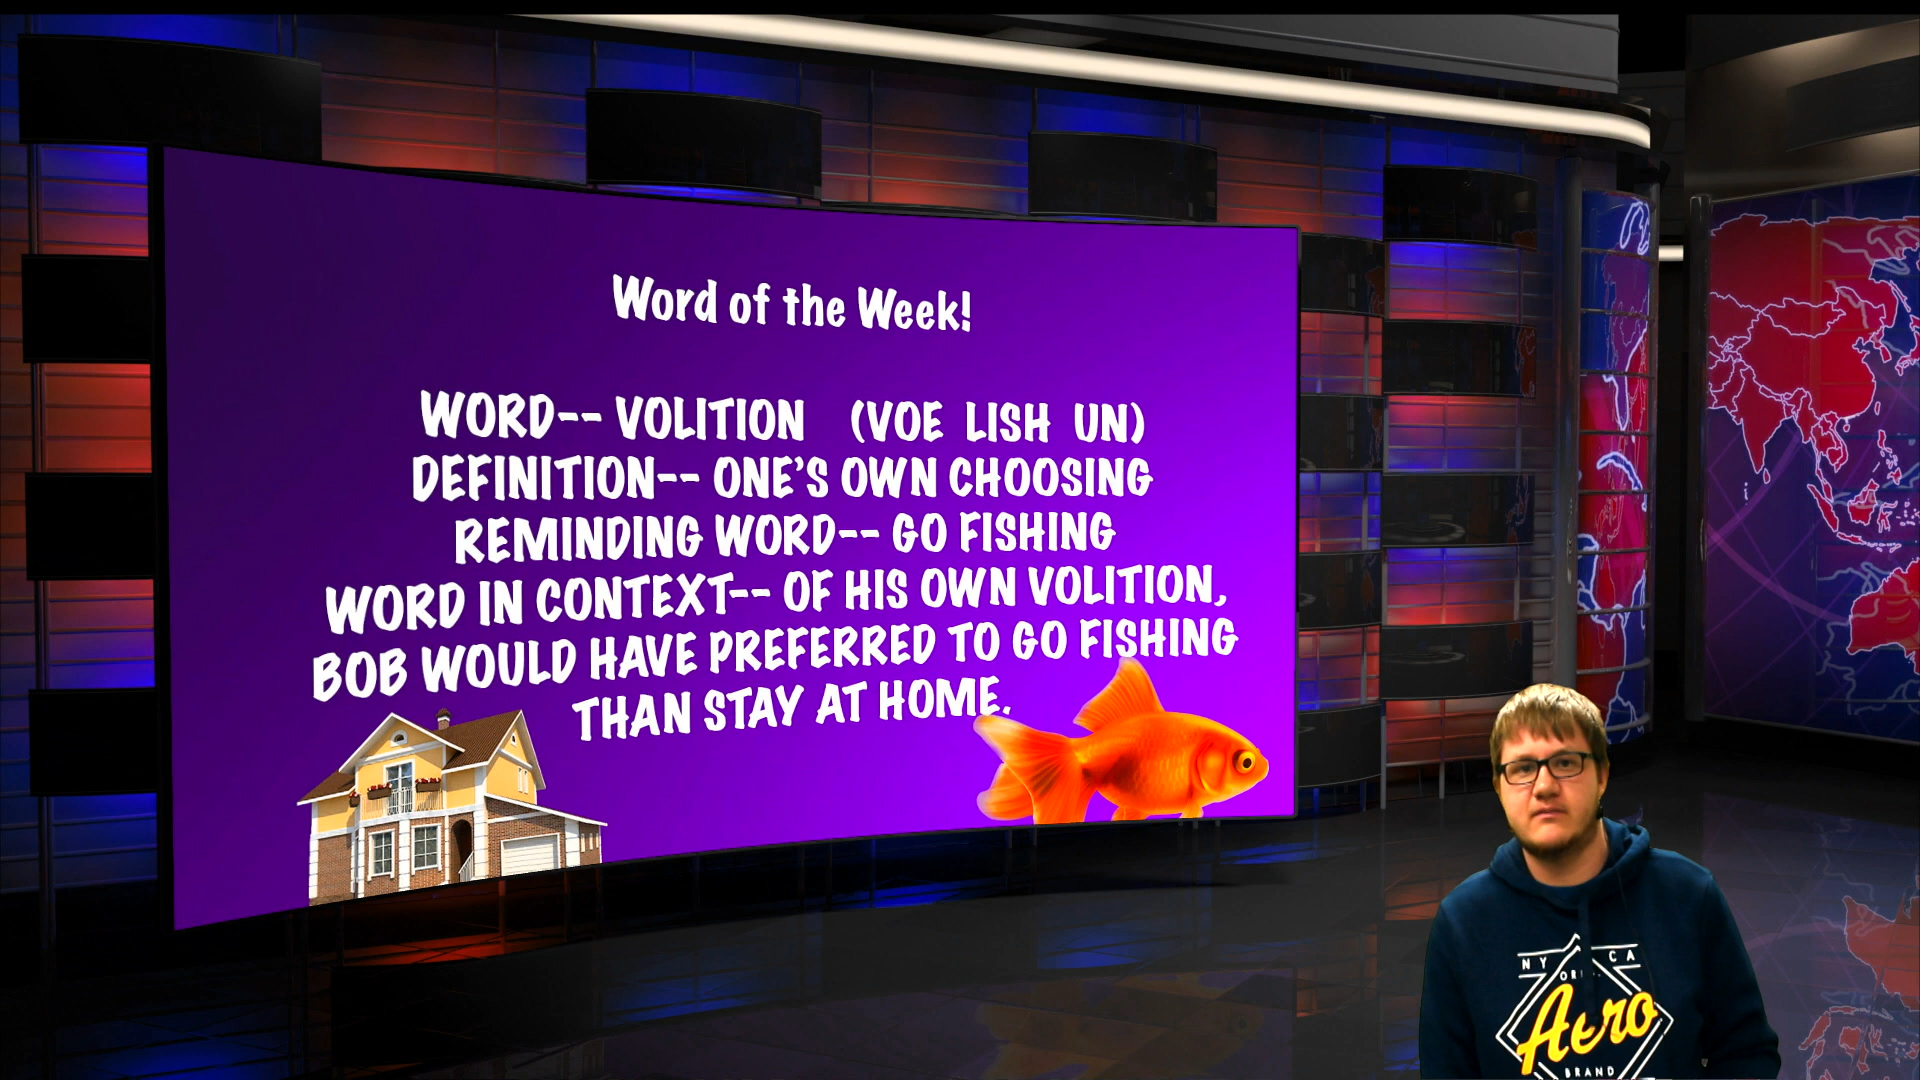 Word of the Week!
WORD-- VOLITION (VOE LISH UN)
DEFINITION-- ONE'S OWN CHOOSING
REMINDING WORD-- GO FISHING
WORD IN CONTEXT-- OF HIS OWN VOLITION,
BOB WOULD HAVE PREFERRED TO GO FISHING
THAN STAY AT HOME.
NY CA
Aero
BRAND